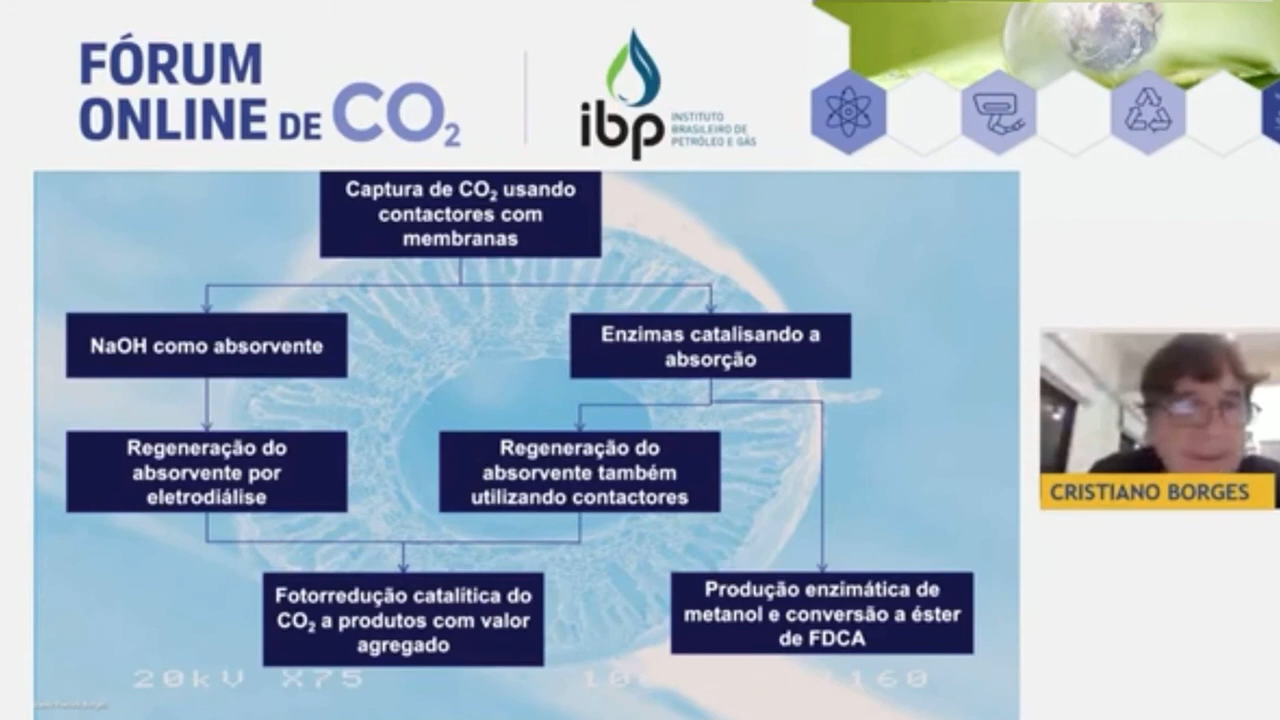 FÓRUM
ONLINE DE CO₂
ibp
INSTITUTO
BRASILEIRO DE
PETRÓLEO E GÁS
Captura de CO₂ usando
contactores com
membranas
NaOH como absorvente
Enzimas catalisando a
absorção
Regeneração do
absorvente por
eletrodiálise
Regeneração do
absorvente também
utilizando contactores
Fotorredução catalítica do
CO₂ a produtos com valor
agregado
Produção enzimática de
metanol e conversão a éster
de FDCA
20kV X75
160
CRISTIANO BORGES